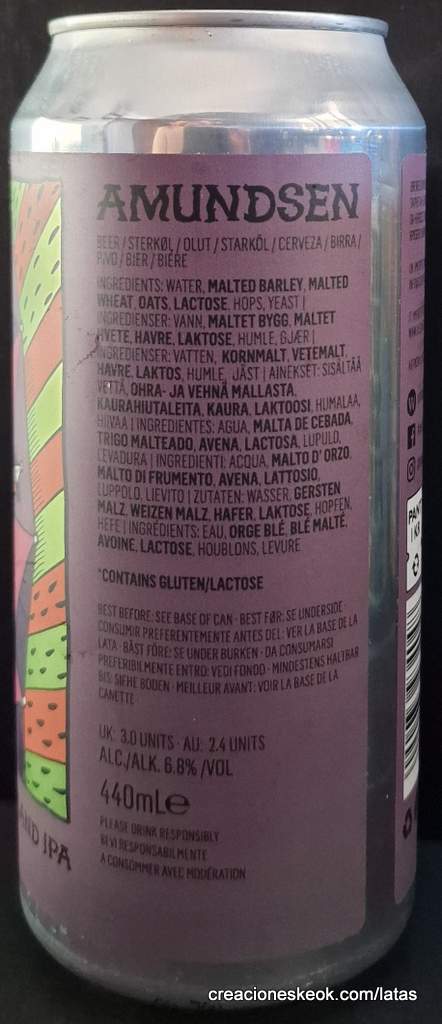 AMUNDSEN
BEER / STERKØL / OLUT / STARKÖL / CERVEZA / BIRRA /
PIVO / BIER / BIÈRE
INGREDIENTS: WATER, MALTED BARLEY, MALTED
WHEAT, OATS, LACTOSE, HOPS, YEAST |
INGREDIENSER: VANN, MALTET BYGG, MALTET
HVETE, HAVRE, LAKTOSE, HUMLE, GJÆR |
INGREDIENSER: VATTEN, KORNMALT, VETEMALT,
HAVRE, LAKTOS, HUMLE, JÄST | AINEKSET: SISÄLTÄÄ
VETTÄ, OHRA- JA VEHNÄ MALLASTA,
KAURAHIUTALEITA, KAURA, LAKTOOSI, HUMALAA,
HIIVAA | INGREDIENTES: AGUA, MALTA DE CEBADA,
TRIGO MALTEADO, AVENA, LACTOSA, LUPULO,
LEVADURA | INGREDIENTI: ACQUA, MALTO D' ORZO,
MALTO DI FRUMENTO, AVENA, LATTOSIO,
LUPPOLO, LIEVITO | ZUTATEN: WASSER, GERSTEN
MALZ, WEIZEN MALZ, HAFER, LAKTOSE, HOPFEN,
HEFE | INGRÉDIENTS: EAU, ORGE BLÉ, BLÉ MALTÉ,
AVOINE, LACTOSE, HOUBLONS, LEVURE
*CONTAINS GLUTEN/LACTOSE
BEST BEFORE: SEE BASE OF CAN · BEST FØR: SE UNDERSIDE ·
CONSUMIR PREFERENTEMENTE ANTES DEL: VER LA BASE DE LA
LATA · BÄST FÖRE: SE UNDER BURKEN · DA CONSUMARSI
PREFERIBILMENTE ENTRO: VEDI FONDO · MINDESTENS HALTBAR
BIS: SIEHE BODEN · MEILLEUR AVANT: VOIR LA BASE DE LA
CANETTE
UK: 3.0 UNITS · AU: 2.4 UNITS
ALC./ALK. 6.8% /VOL
440mLe
PLEASE DRINK RESPONSIBLY
BEVI RESPONSABILMENTE
A CONSOMMER AVEC MODÉRATION
AND IPA
PANT
1 KR
creacioneskeok.com/latas